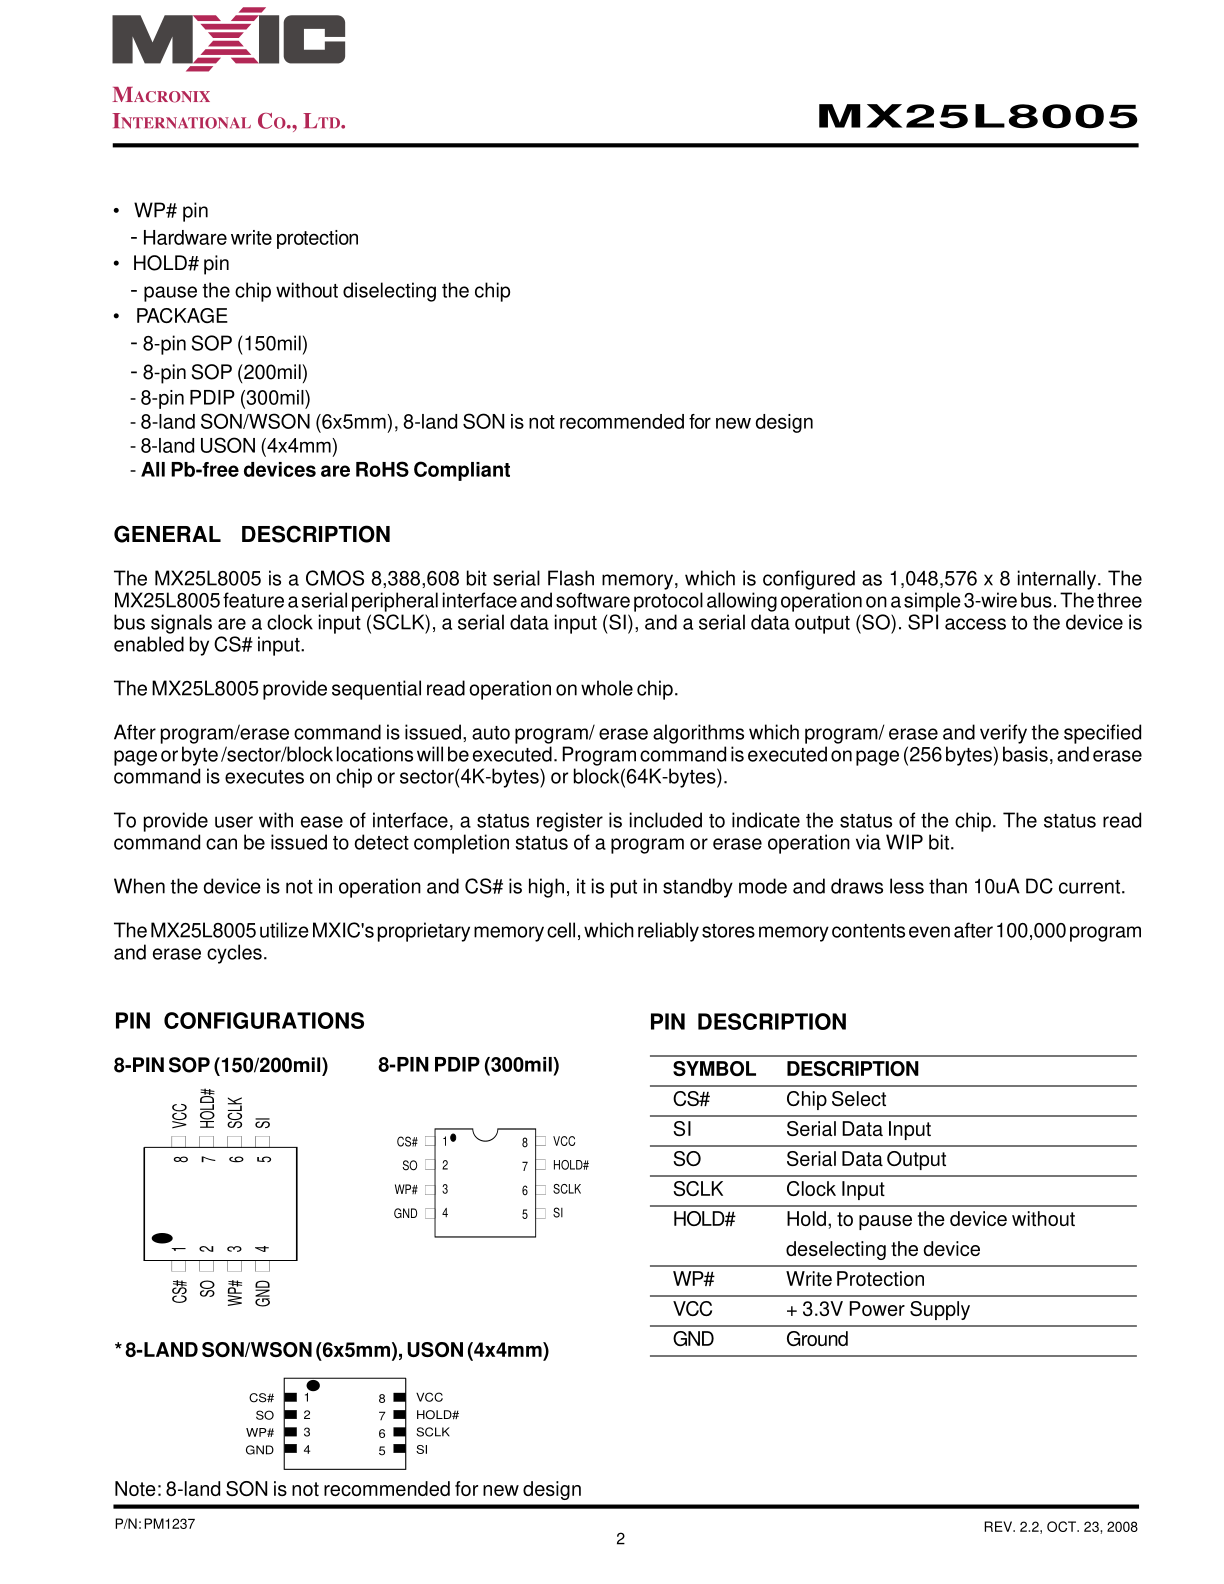 MXIC
MACRONIX
INTERNATIONAL CO., LTD.
MX25L8005
• WP# pin
- Hardware write protection
• HOLD# pin
- pause the chip without diselecting the chip
• PACKAGE
- 8-pin SOP (150mil)
- 8-pin SOP (200mil)
- 8-pin PDIP (300mil)
- 8-land SON/WSON (6x5mm), 8-land SON is not recommended for new design
- 8-land USON (4x4mm)
- All Pb-free devices are RoHS Compliant
GENERAL DESCRIPTION
The MX25L8005 is a CMOS 8,388,608 bit serial Flash memory, which is configured as 1,048,576 x 8 internally. The
MX25L8005 feature a serial peripheral interface and software protocol allowing operation on a simple 3-wire bus. The three
bus signals are a clock input (SCLK), a serial data input (SI), and a serial data output (SO). SPI access to the device is
enabled by CS# input.
The MX25L8005 provide sequential read operation on whole chip.
After program/erase command is issued, auto program/ erase algorithms which program/ erase and verify the specified
page or byte /sector/block locations will be executed. Program command is executed on page (256 bytes) basis, and erase
command is executes on chip or sector(4K-bytes) or block(64K-bytes).
To provide user with ease of interface, a status register is included to indicate the status of the chip. The status read
command can be issued to detect completion status of a program or erase operation via WIP bit.
When the device is not in operation and CS# is high, it is put in standby mode and draws less than 10uA DC current.
The MX25L8005 utilize MXIC's proprietary memory cell, which reliably stores memory contents even after 100,000 program
and erase cycles.
PIN CONFIGURATIONS
8-PIN SOP (150/200mil)
VCC HOLD# SCLK SI
8 7 6 5
1 2 3 4
CS# SO WP# GND
8-PIN PDIP (300mil)
CS# 1 8 VCC
SO 2 7 HOLD#
WP# 3 6 SCLK
GND 4 5 SI
* 8-LAND SON/WSON (6x5mm), USON (4x4mm)
CS# 1 8 VCC
SO 2 7 HOLD#
WP# 3 6 SCLK
GND 4 5 SI
Note: 8-land SON is not recommended for new design
PIN DESCRIPTION
SYMBOL DESCRIPTION
CS# Chip Select
SI Serial Data Input
SO Serial Data Output
SCLK Clock Input
HOLD# Hold, to pause the device without
deselecting the device
WP# Write Protection
VCC + 3.3V Power Supply
GND Ground
P/N: PM1237
2
REV. 2.2, OCT. 23, 2008